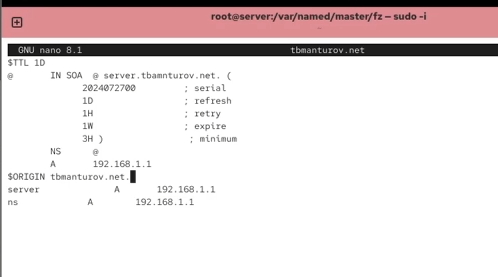 root@server:/var/named/master/fz – sudo -i
GNU nano 8.1 tbmanturov.net
$TTL 1D
@ IN SOA @ server.tbamnturov.net. (
2024072700 ; serial
1D ; refresh
1H ; retry
1W ; expire
3H ) ; minimum
NS @
A 192.168.1.1
$ORIGIN tbmanturov.net.
server A 192.168.1.1
ns A 192.168.1.1